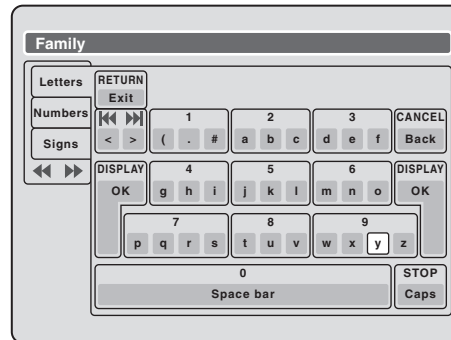 Family
Letters
Numbers
Signs
RETURN
Exit
1 2 3 CANCEL
< > ( . # a b c d e f Back
DISPLAY 4 5 6 DISPLAY
OK g h i j k l m n o OK
7 8 9
p q r s t u v w x y z
0 STOP
Space bar Caps